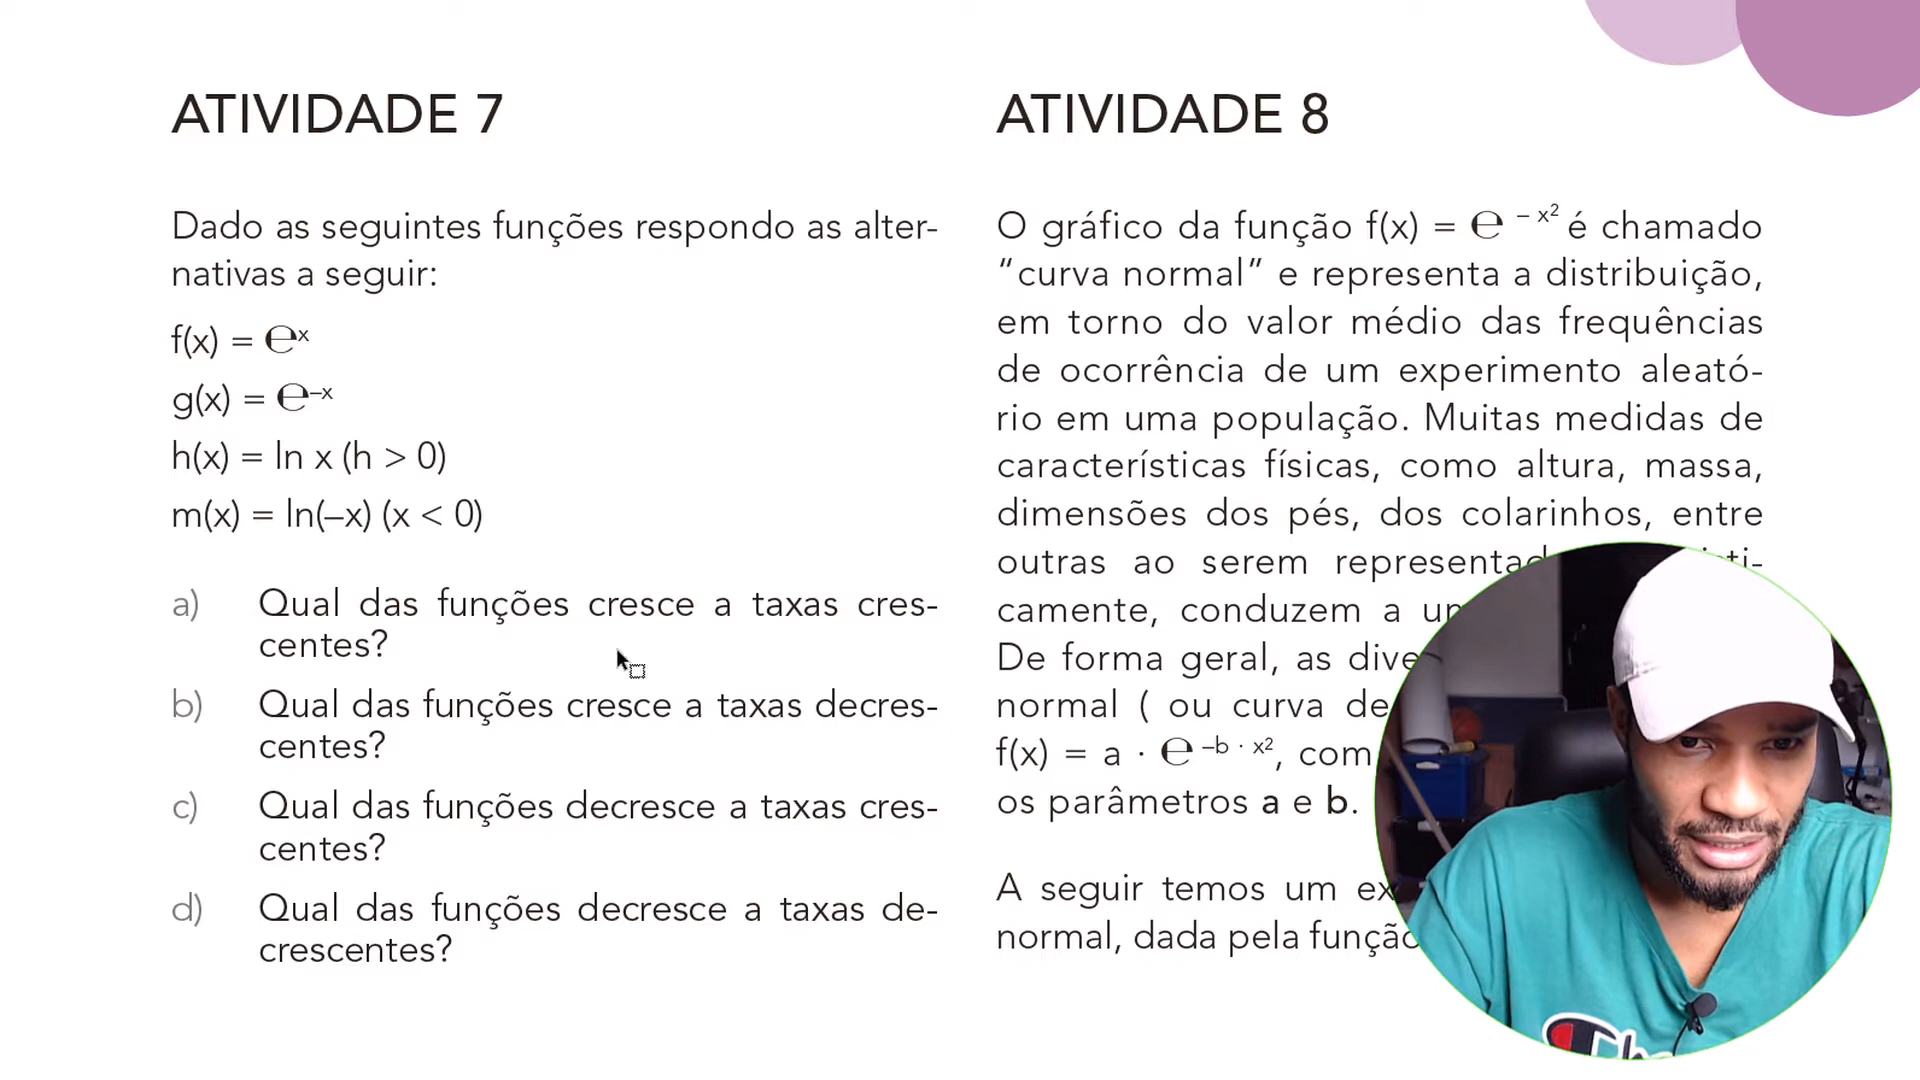 ATIVIDADE 7
Dado as seguintes funções respondo as alter-
nativas a seguir:
f(x) = eˣ
g(x) = e⁻ˣ
h(x) = ln x (h > 0)
m(x) = ln(–x) (x < 0)
a) Qual das funções cresce a taxas cres-
centes?
b) Qual das funções cresce a taxas decres-
centes?
c) Qual das funções decresce a taxas cres-
centes?
d) Qual das funções decresce a taxas de-
crescentes?
ATIVIDADE 8
O gráfico da função f(x) = e^(– x²) é chamado
“curva normal” e representa a distribuição,
em torno do valor médio das frequências
de ocorrência de um experimento aleató-
rio em uma população. Muitas medidas de
características físicas, como altura, massa,
dimensões dos pés, dos colarinhos, entre
outras ao serem
camente, conduzem a
De forma geral, as
normal ( ou curva de
f(x) = a · e^(–b · x²), com
os parâmetros a e b.
A seguir temos um
normal, dada pela função